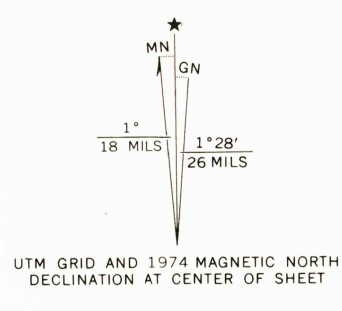 MN
GN
1°
18 MILS
1°28′
26 MILS
UTM GRID AND 1974 MAGNETIC NORTH
DECLINATION AT CENTER OF SHEET